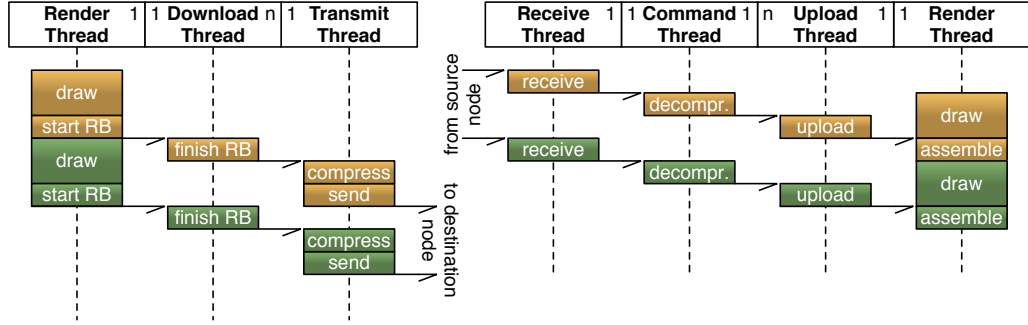 Render 1 1 Download n 1 Transmit
Thread Thread Thread
Receive 1 1 Command 1 n Upload 1 1 Render
Thread Thread Thread Thread
draw
start RB
draw
start RB
finish RB
finish RB
compress
send
compress
send
from source
node
to destination
node
receive
receive
decompr.
decompr.
upload
upload
draw
assemble
draw
assemble